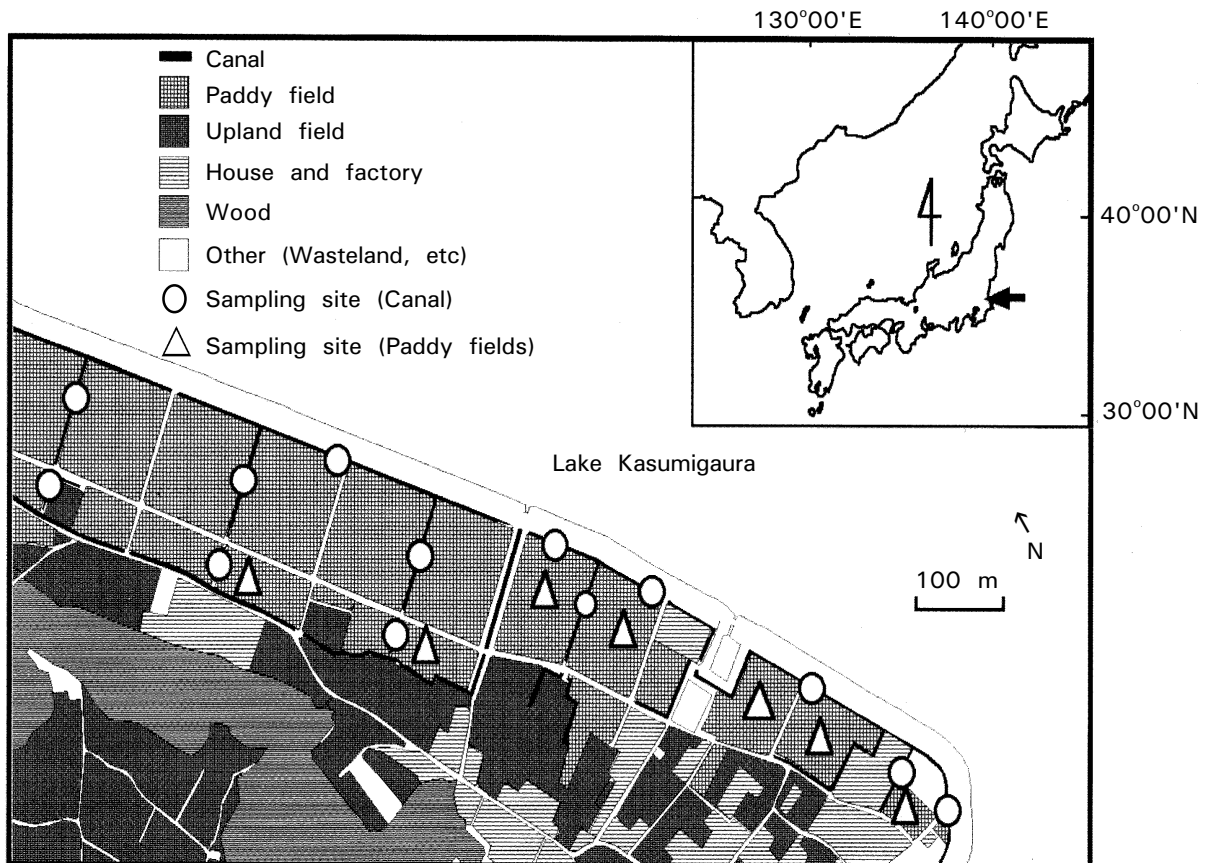 130°00'E 140°00'E
Canal
Paddy field
Upland field
House and factory
Wood
Other (Wasteland, etc)
Sampling site (Canal)
Sampling site (Paddy fields)
40°00'N
30°00'N
Lake Kasumigaura
N
100 m